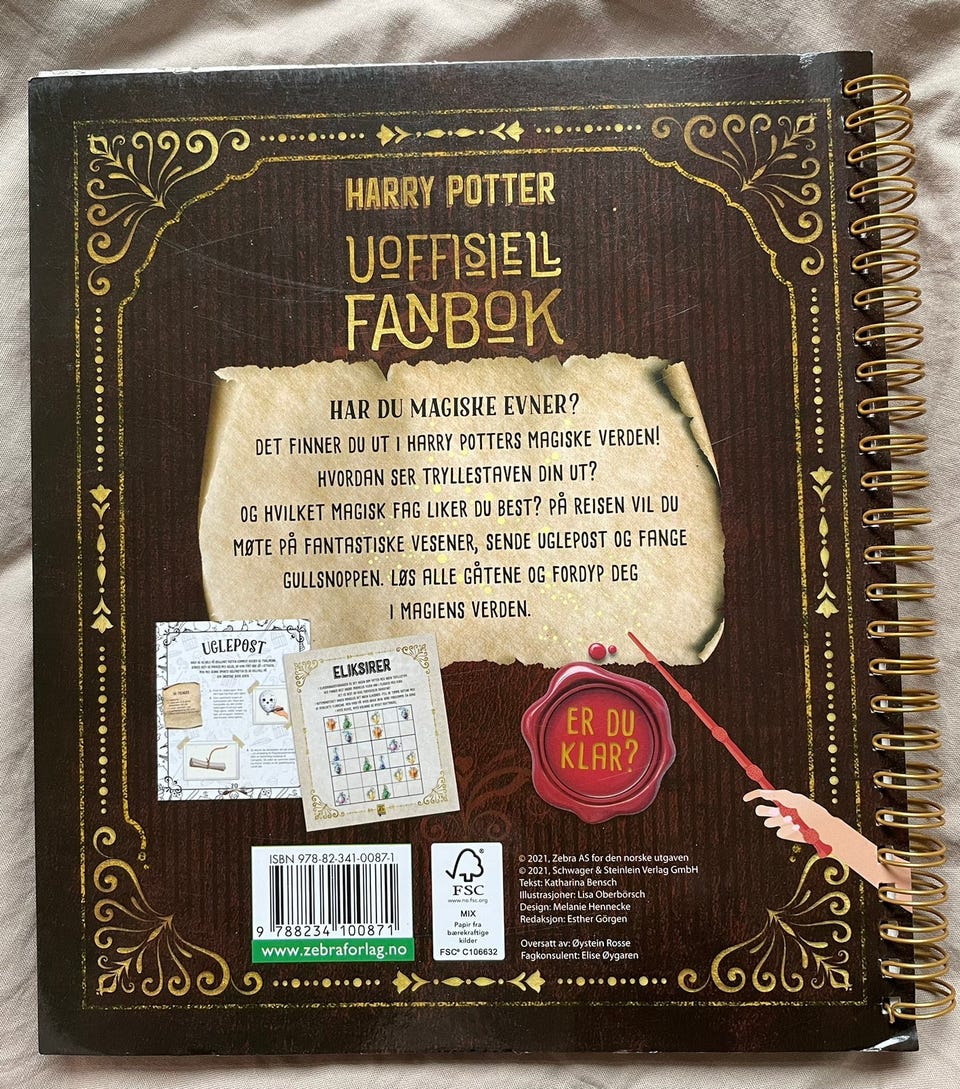 HARRY POTTER
UOFFISIELL
FANBOK
HAR DU MAGISKE EVNER?
DET FINNER DU UT I HARRY POTTERS MAGISKE VERDEN!
HVORDAN SER TRYLLESTAVEN DIN UT?
OG HVILKET MAGISK FAG LIKER DU BEST? PÅ REISEN VIL DU
MØTE PÅ FANTASTISKE VESENER, SENDE UGLEPOST OG FANGE
GULLSNOPPEN. LØS ALLE GÅTENE OG FORDYP DEG
I MAGIENS VERDEN.
UGLEPOST
ELIKSIRER
ER DU
KLAR?
ISBN 978-82-341-0087-1
9 788234 100871
www.zebraforlag.no
®
FSC
www.no.fsc.org
MIX
Papir fra
bærekraftige
kilder
FSC® C106632
© 2021, Zebra AS for den norske utgaven
© 2021, Schwager & Steinlein Verlag GmbH
Tekst: Katharina Bensch
Illustrasjoner: Lisa Oberbörsch
Design: Melanie Hennecke
Redaksjon: Esther Görgen
Oversatt av: Øystein Rosse
Fagkonsulent: Elise Øygaren